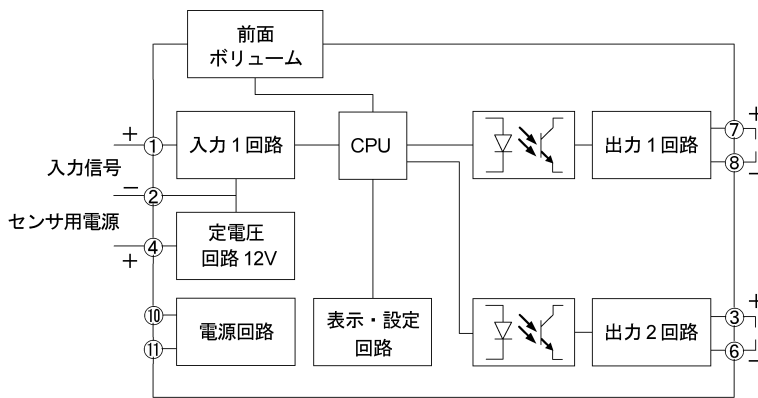 前面
ボリューム
+
①
入力1回路
CPU
出力1回路
⑦
+
入力信号
⑧
−
−
②
センサ用電源
④
+
定電圧
回路12V
⑩
電源回路
⑪
表示・設定
回路
出力2回路
③
+
⑥
−